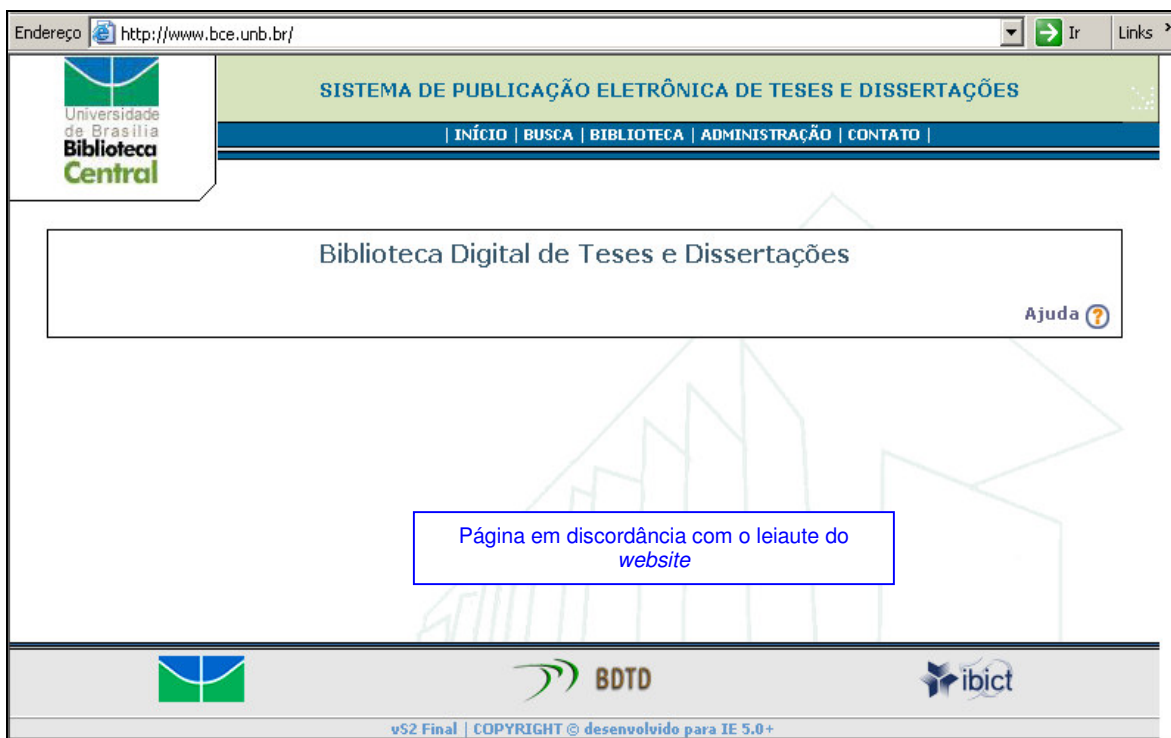 Endereço http://www.bce.unb.br/ Ir Links
Universidade
de Brasília
Biblioteca
Central
SISTEMA DE PUBLICAÇÃO ELETRÔNICA DE TESES E DISSERTAÇÕES
| INÍCIO | BUSCA | BIBLIOTECA | ADMINISTRAÇÃO | CONTATO |
Biblioteca Digital de Teses e Dissertações
Ajuda ?
Página em discordância com o leiaute do
website
BDTD
ibict
vS2 Final | COPYRIGHT © desenvolvido para IE 5.0+